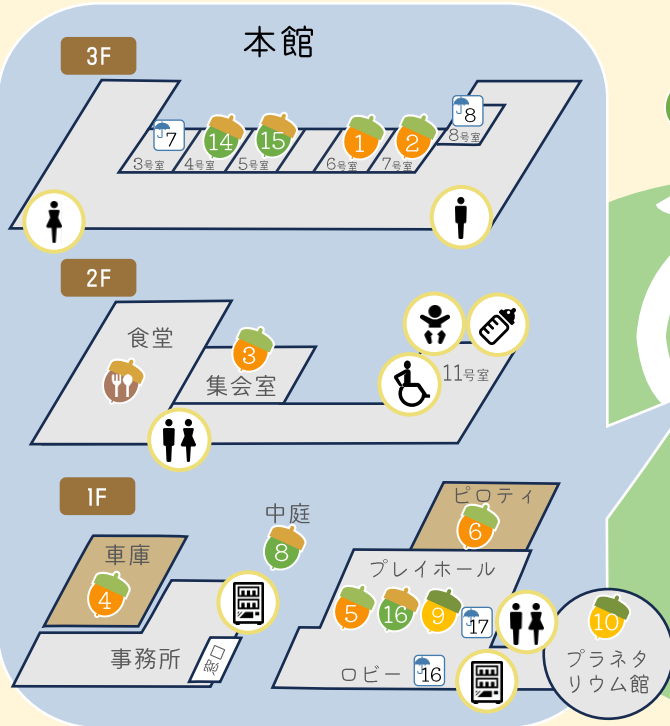 本館
3F
7
14
15
1
2
8
3号室
4号室
5号室
6号室
7号室
8号室
2F
食堂
3
集会室
11号室
1F
中庭
8
車庫
4
事務所
窓口
ピロティ
6
プレイホール
5
16
9
17
ロビー
16
10
プラネタ
リウム館